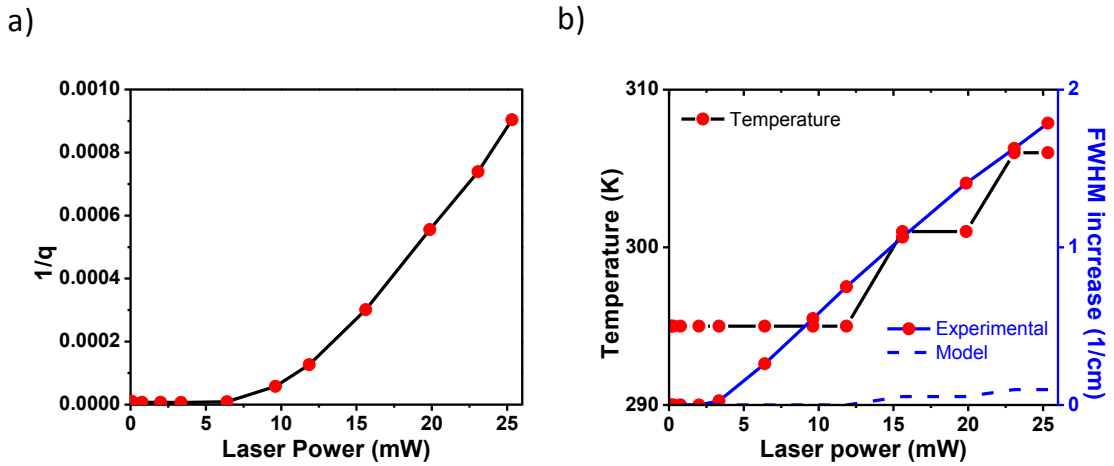 a)
0.0010
0.0008
0.0006
0.0004
0.0002
0.0000
1/q
0 5 10 15 20 25
Laser Power (mW)
b)
310
300
290
Temperature (K)
Temperature
Experimental
Model
2
1
0
FWHM incrrease (1/cm)
0 5 10 15 20 25
Laser power (mW)